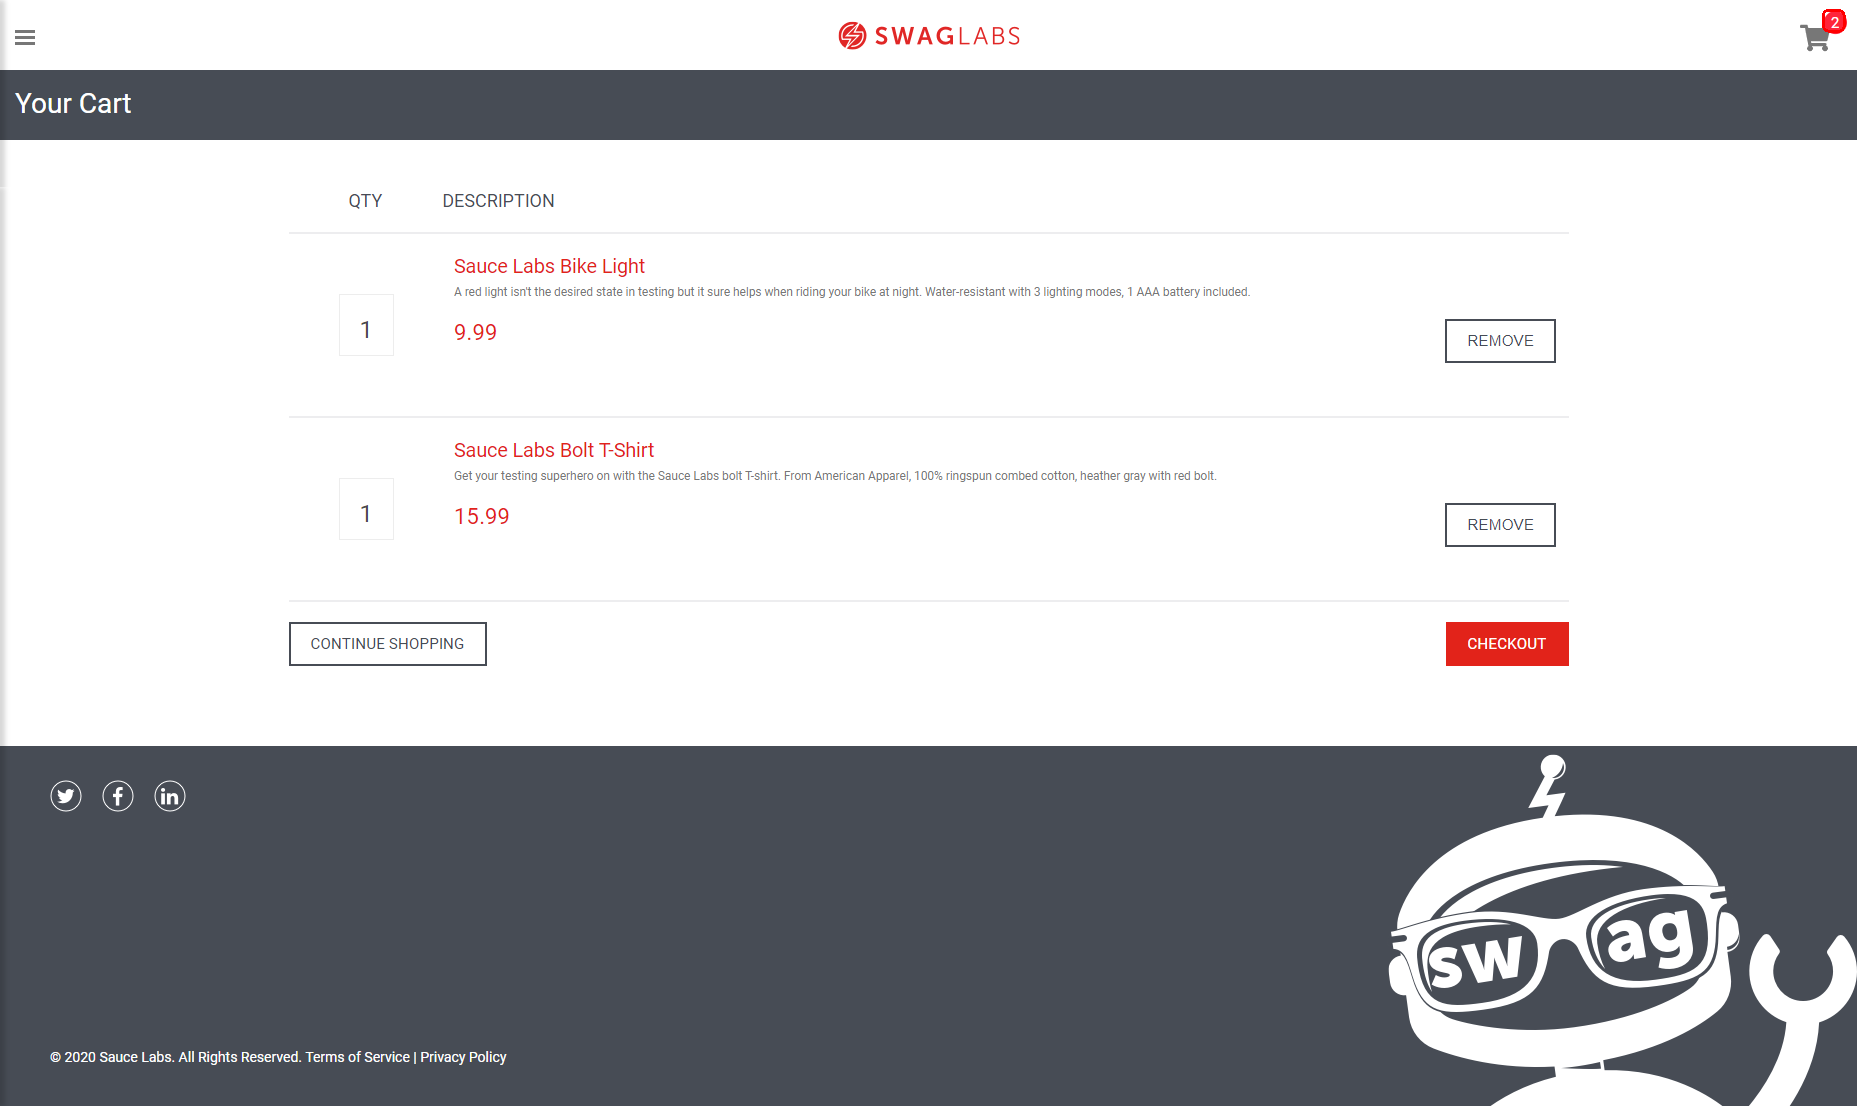 SWAGLABS
2
Your Cart
QTY DESCRIPTION
Sauce Labs Bike Light
A red light isn't the desired state in testing but it sure helps when riding your bike at night. Water-resistant with 3 lighting modes, 1 AAA battery included.
1
9.99
REMOVE
Sauce Labs Bolt T-Shirt
Get your testing superhero on with the Sauce Labs bolt T-shirt. From American Apparel, 100% ringspun combed cotton, heather gray with red bolt.
1
15.99
REMOVE
CONTINUE SHOPPING
CHECKOUT
swag
© 2020 Sauce Labs. All Rights Reserved. Terms of Service | Privacy Policy